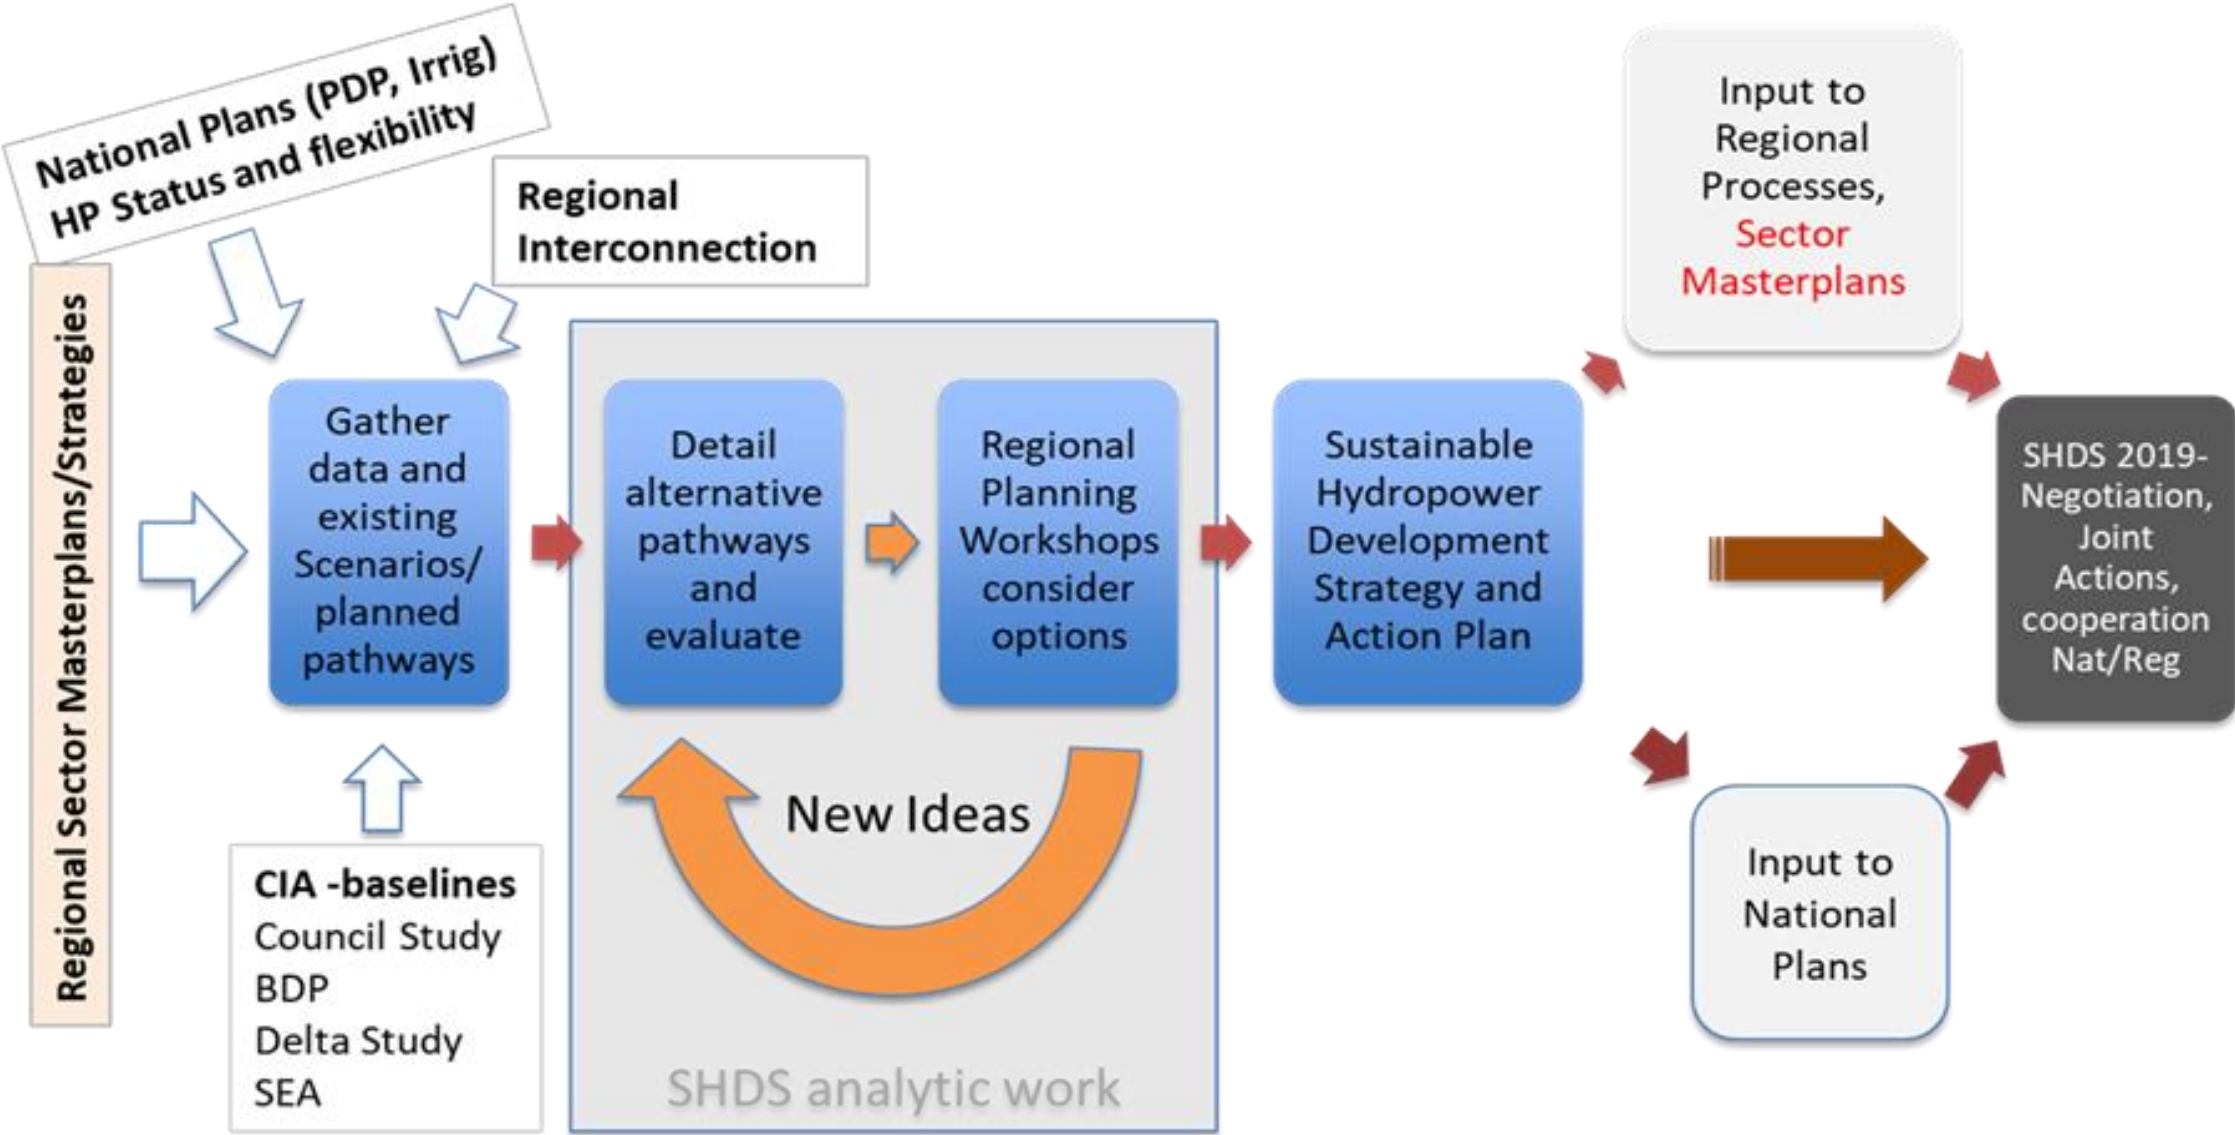 National Plans (PDP, Irrig)
HP Status and flexibility
Regional
Interconnection
Regional Sector Masterplans/Strategies
Gather
data and
existing
Scenarios/
planned
pathways
CIA -baselines
Council Study
BDP
Delta Study
SEA
Detail
alternative
pathways
and
evaluate
Regional
Planning
Workshops
consider
options
New Ideas
SHDS analytic work
Sustainable
Hydropower
Development
Strategy and
Action Plan
Input to
Regional
Processes,
Sector
Masterplans
Input to
National
Plans
SHDS 2019-
Negotiation,
Joint
Actions,
cooperation
Nat/Reg